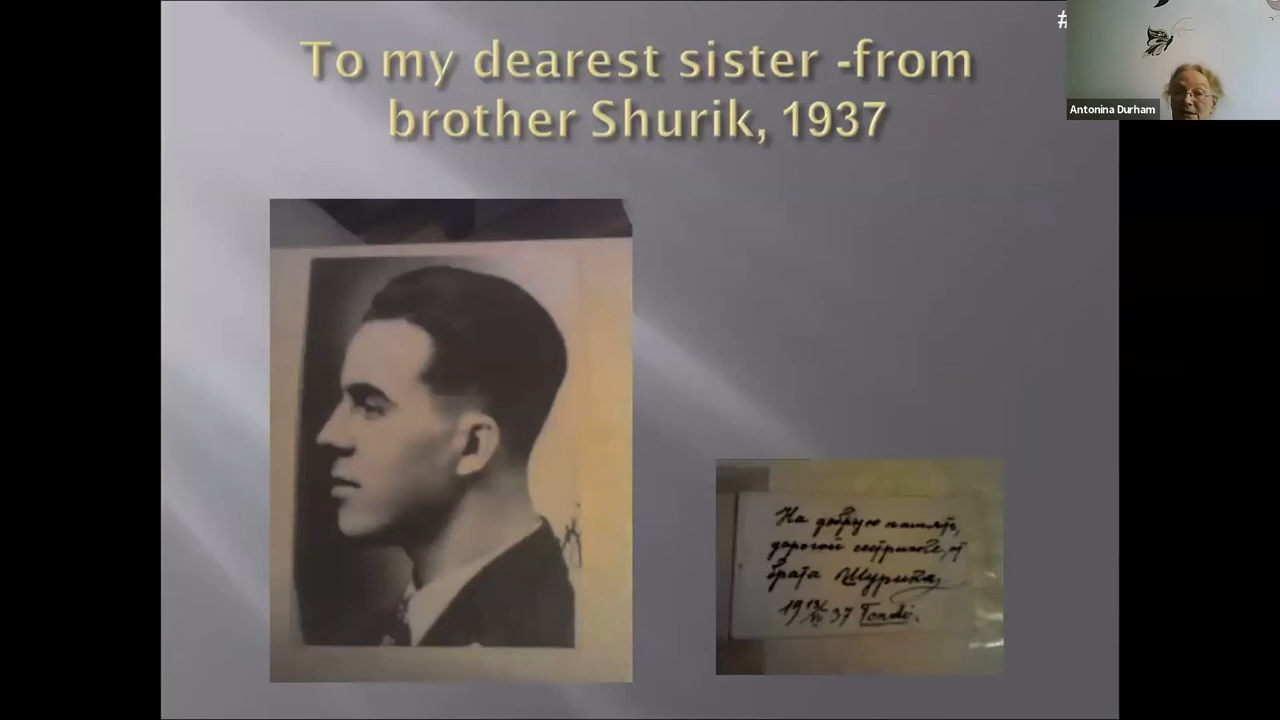 To my dearest sister -from
brother Shurik, 1937
#
Antonina Durham
На добрую память,
дорогой сестричке, от
брата Шурика
19 37